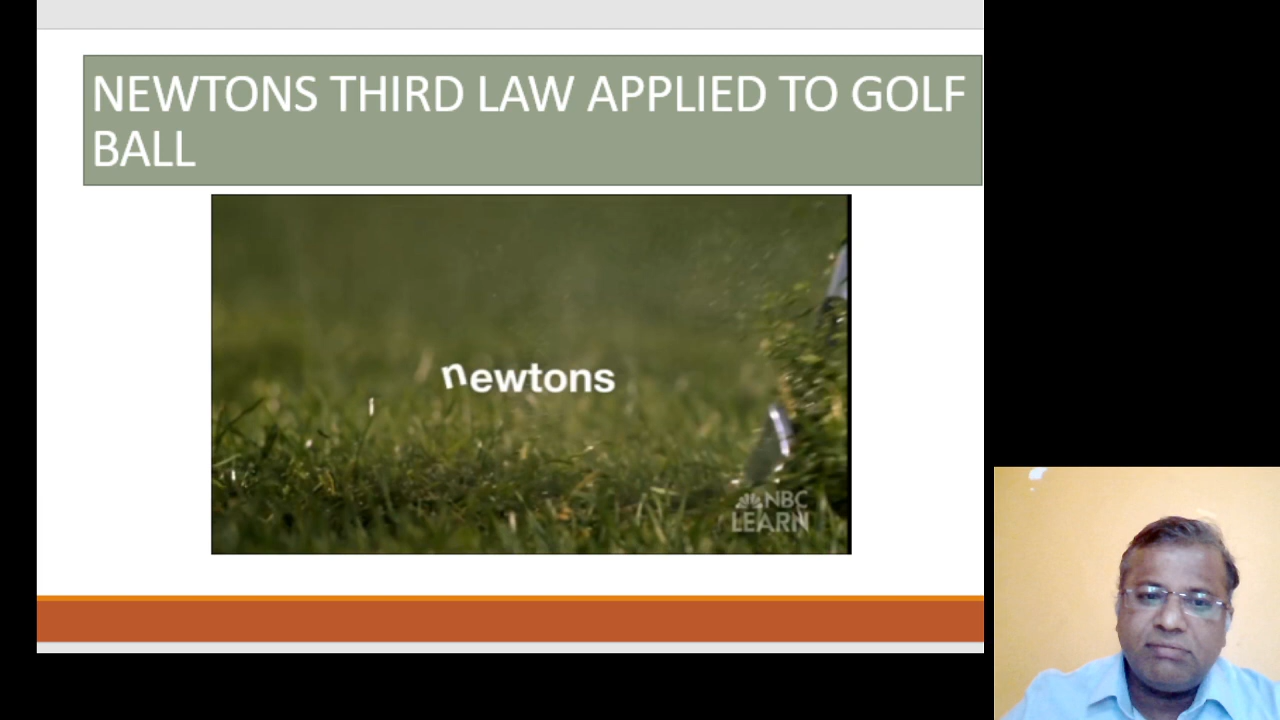 NEWTONS THIRD LAW APPLIED TO GOLF
BALL
newtons
NBC
LEARN